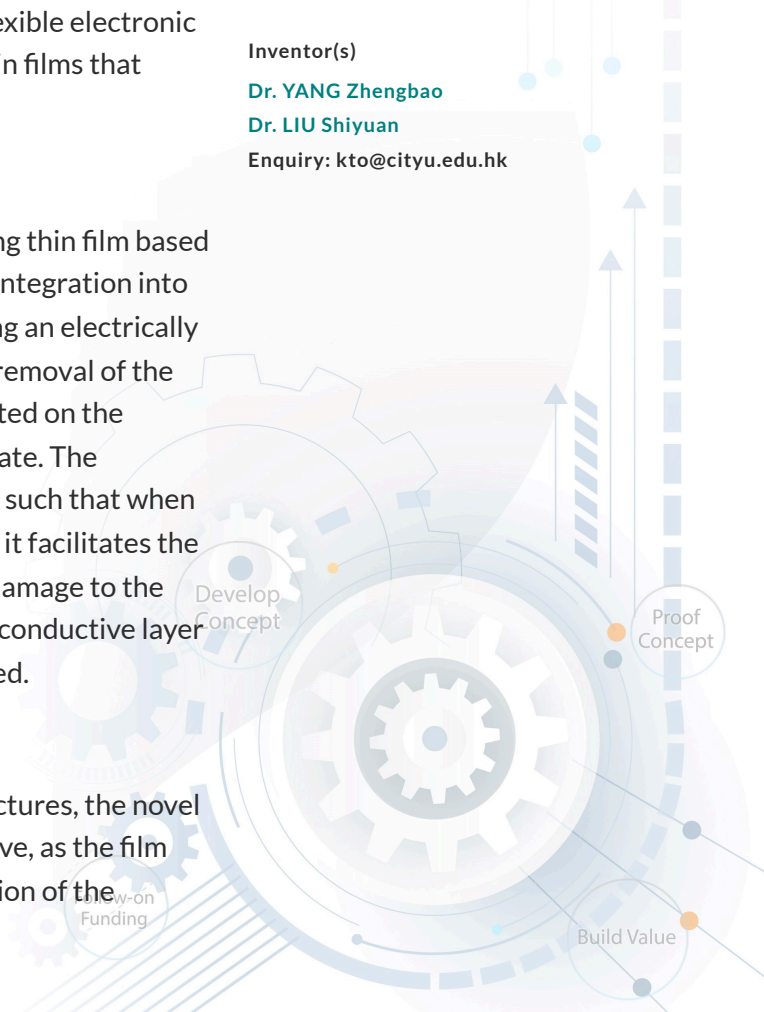 exible electronic
in films that
Inventor(s)
Dr. YANG Zhengbao
Dr. LIU Shiyuan
Enquiry: kto@cityu.edu.hk
ng thin film based
ntegration into
ng an electrically
removal of the
ted on the
ate. The
such that when
it facilitates the
amage to the
conductive layer
ed.
ctures, the novel
ve, as the film
ion of the
Develop
Concept
Proof
Concept
Follow-on
Funding
Build Value